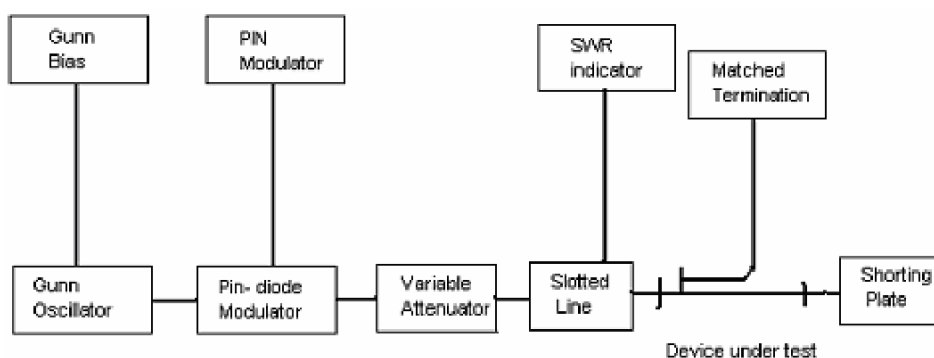 Gunn
Bias
PIN
Modulator
SWR
indicator
Matched
Termination
Gunn
Oscillator
Pin- diode
Modulator
Variable
Attenuator
Slotted
Line
Shorting
Plate
Device under test